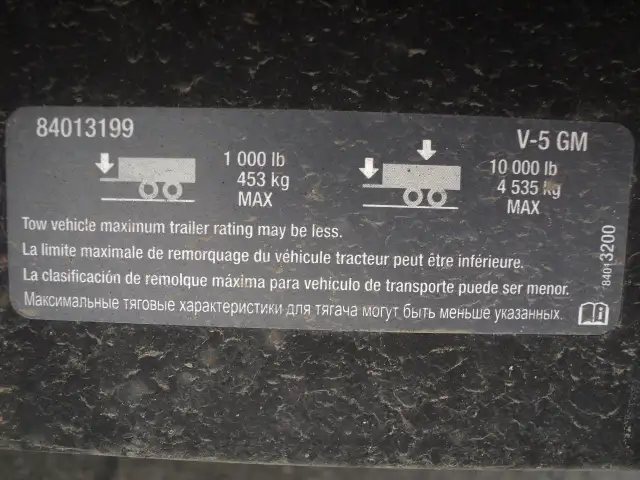 84013199
V-5 GM
1 000 lb
453 kg
MAX
10 000 lb
4 535 kg
MAX
Tow vehicle maximum trailer rating may be less.
La limite maximale de remorquage du véhicule tracteur peut être inférieure.
La clasificación de remolque máxima para vehículo de transporte puede ser menor.
Максимальные тяговые характеристики для тягача могут быть меньше указанных.
84013200